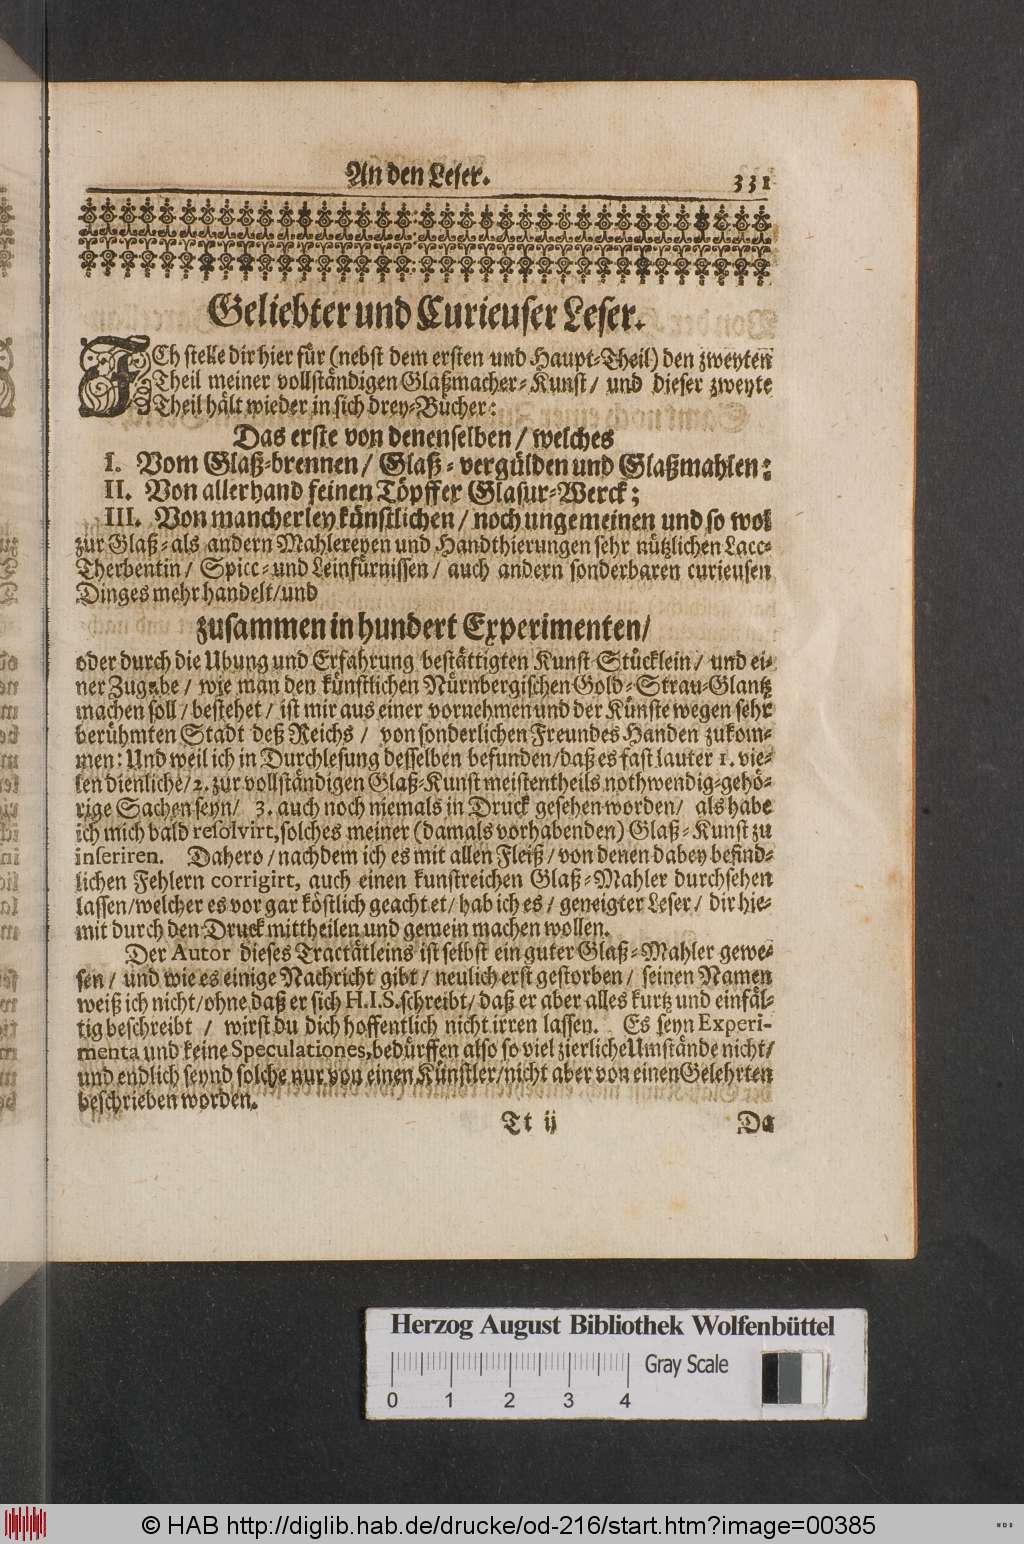 An den Leser.
331
Geliebter und Curieuser Leser.
ICh stelle dir hier für (nebst dem ersten und Haupt-Theil) den zweyten
Theil meiner vollständigen Glaßmacher-Kunst / und dieser zweyte
Theil hält wieder in sich drey-Bücher:
Das erste von denenselben / welches
I. Vom Glaß-brennen / Glaß-vergülden und Glaßmahlen;
II. Von allerhand feinen Töpffer Glasur-Werck;
III. Von mancherley künstlichen / noch ungemeinen und so wol
zur Glaß-als andern Mahlereyen und Handthierungen sehr nützlichen Lacc-
Therbentin / Spicc-und Leinfürnissen / auch andern sonderbaren curieusen
Dinges mehr handelt/und
zusammen in hundert Experimenten/
oder durch die Ubung und Erfahrung bestättigten Kunst-Stücklein / und ei-
ner Zugabe / wie man den künstlichen Nürnbergischen Gold-Strau-Glantz
machen soll / bestehet / ist mir aus einer vornehmen und der Künste wegen sehr
berühmten Stadt deß Reichs / von sonderlichen Freundes Handen zukom-
men: Und weil ich in Durchlesung desselben befunden/daß es fast lauter 1. vie-
len dienliche/2. zur vollständigen Glaß-Kunst meistentheils nothwendig-gehö-
rige Sachen seyn/ 3. auch noch niemals in Druck gesehen worden/ als habe
ich mich bald resolvirt, solches meiner (damals vorhabenden) Glaß-Kunst zu
inseriren. Dahero / nachdem ich es mit allen Fleiß / von denen dabey befind-
lichen Fehlern corrigirt, auch einen kunstreichen Glaß-Mahler durchsehen
lassen/welcher es vor gar köstlich geachtet/ hab ich es / geneigter Leser / dir hie-
mit durch den Druck mittheilen und gemein machen wollen.
Der Autor dieses Tractätleins ist selbst ein guter Glaß-Mahler gewe-
sen / und wie es einige Nachricht gibt / neulich erst gestorben / seinen Namen
weiß ich nicht/ohne daß er sich H.I.S. schreibt/ daß er aber alles kurtz und einfäl-
tig beschreibt / wirst du dich hoffentlich nicht irren lassen. Es seyn Experi-
menta und keine Speculationes, bedürffen also so viel zierliche Umstände nicht/
und endlich seynd solche nur von einen Künstler/nicht aber von einen Gelehrten
beschrieben worden.
Tt ij
Da
Herzog August Bibliothek Wolfenbüttel
Gray Scale
0 1 2 3 4
© HAB http://diglib.hab.de/drucke/od-216/start.htm?image=00385